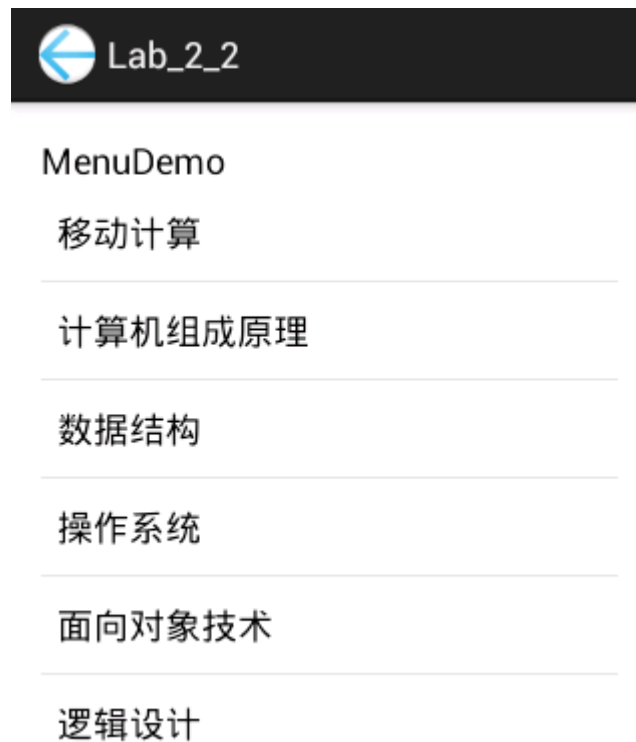 Lab_2_2
MenuDemo
移动计算
计算机组成原理
数据结构
操作系统
面向对象技术
逻辑设计